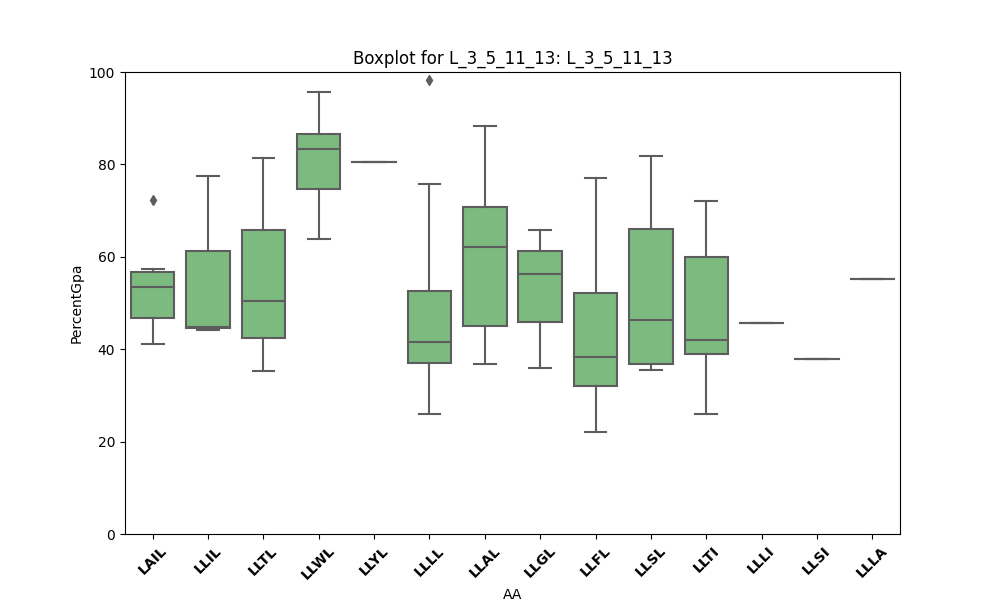 Boxplot for L_3_5_11_13: L_3_5_11_13
PercentGpa
100
80
60
40
20
0
LAIL LLIL LLTL LLWL LLYL LLLL LLAL LLGL LLFL LLSL LLTI LLLI LLSI LLLA
AA